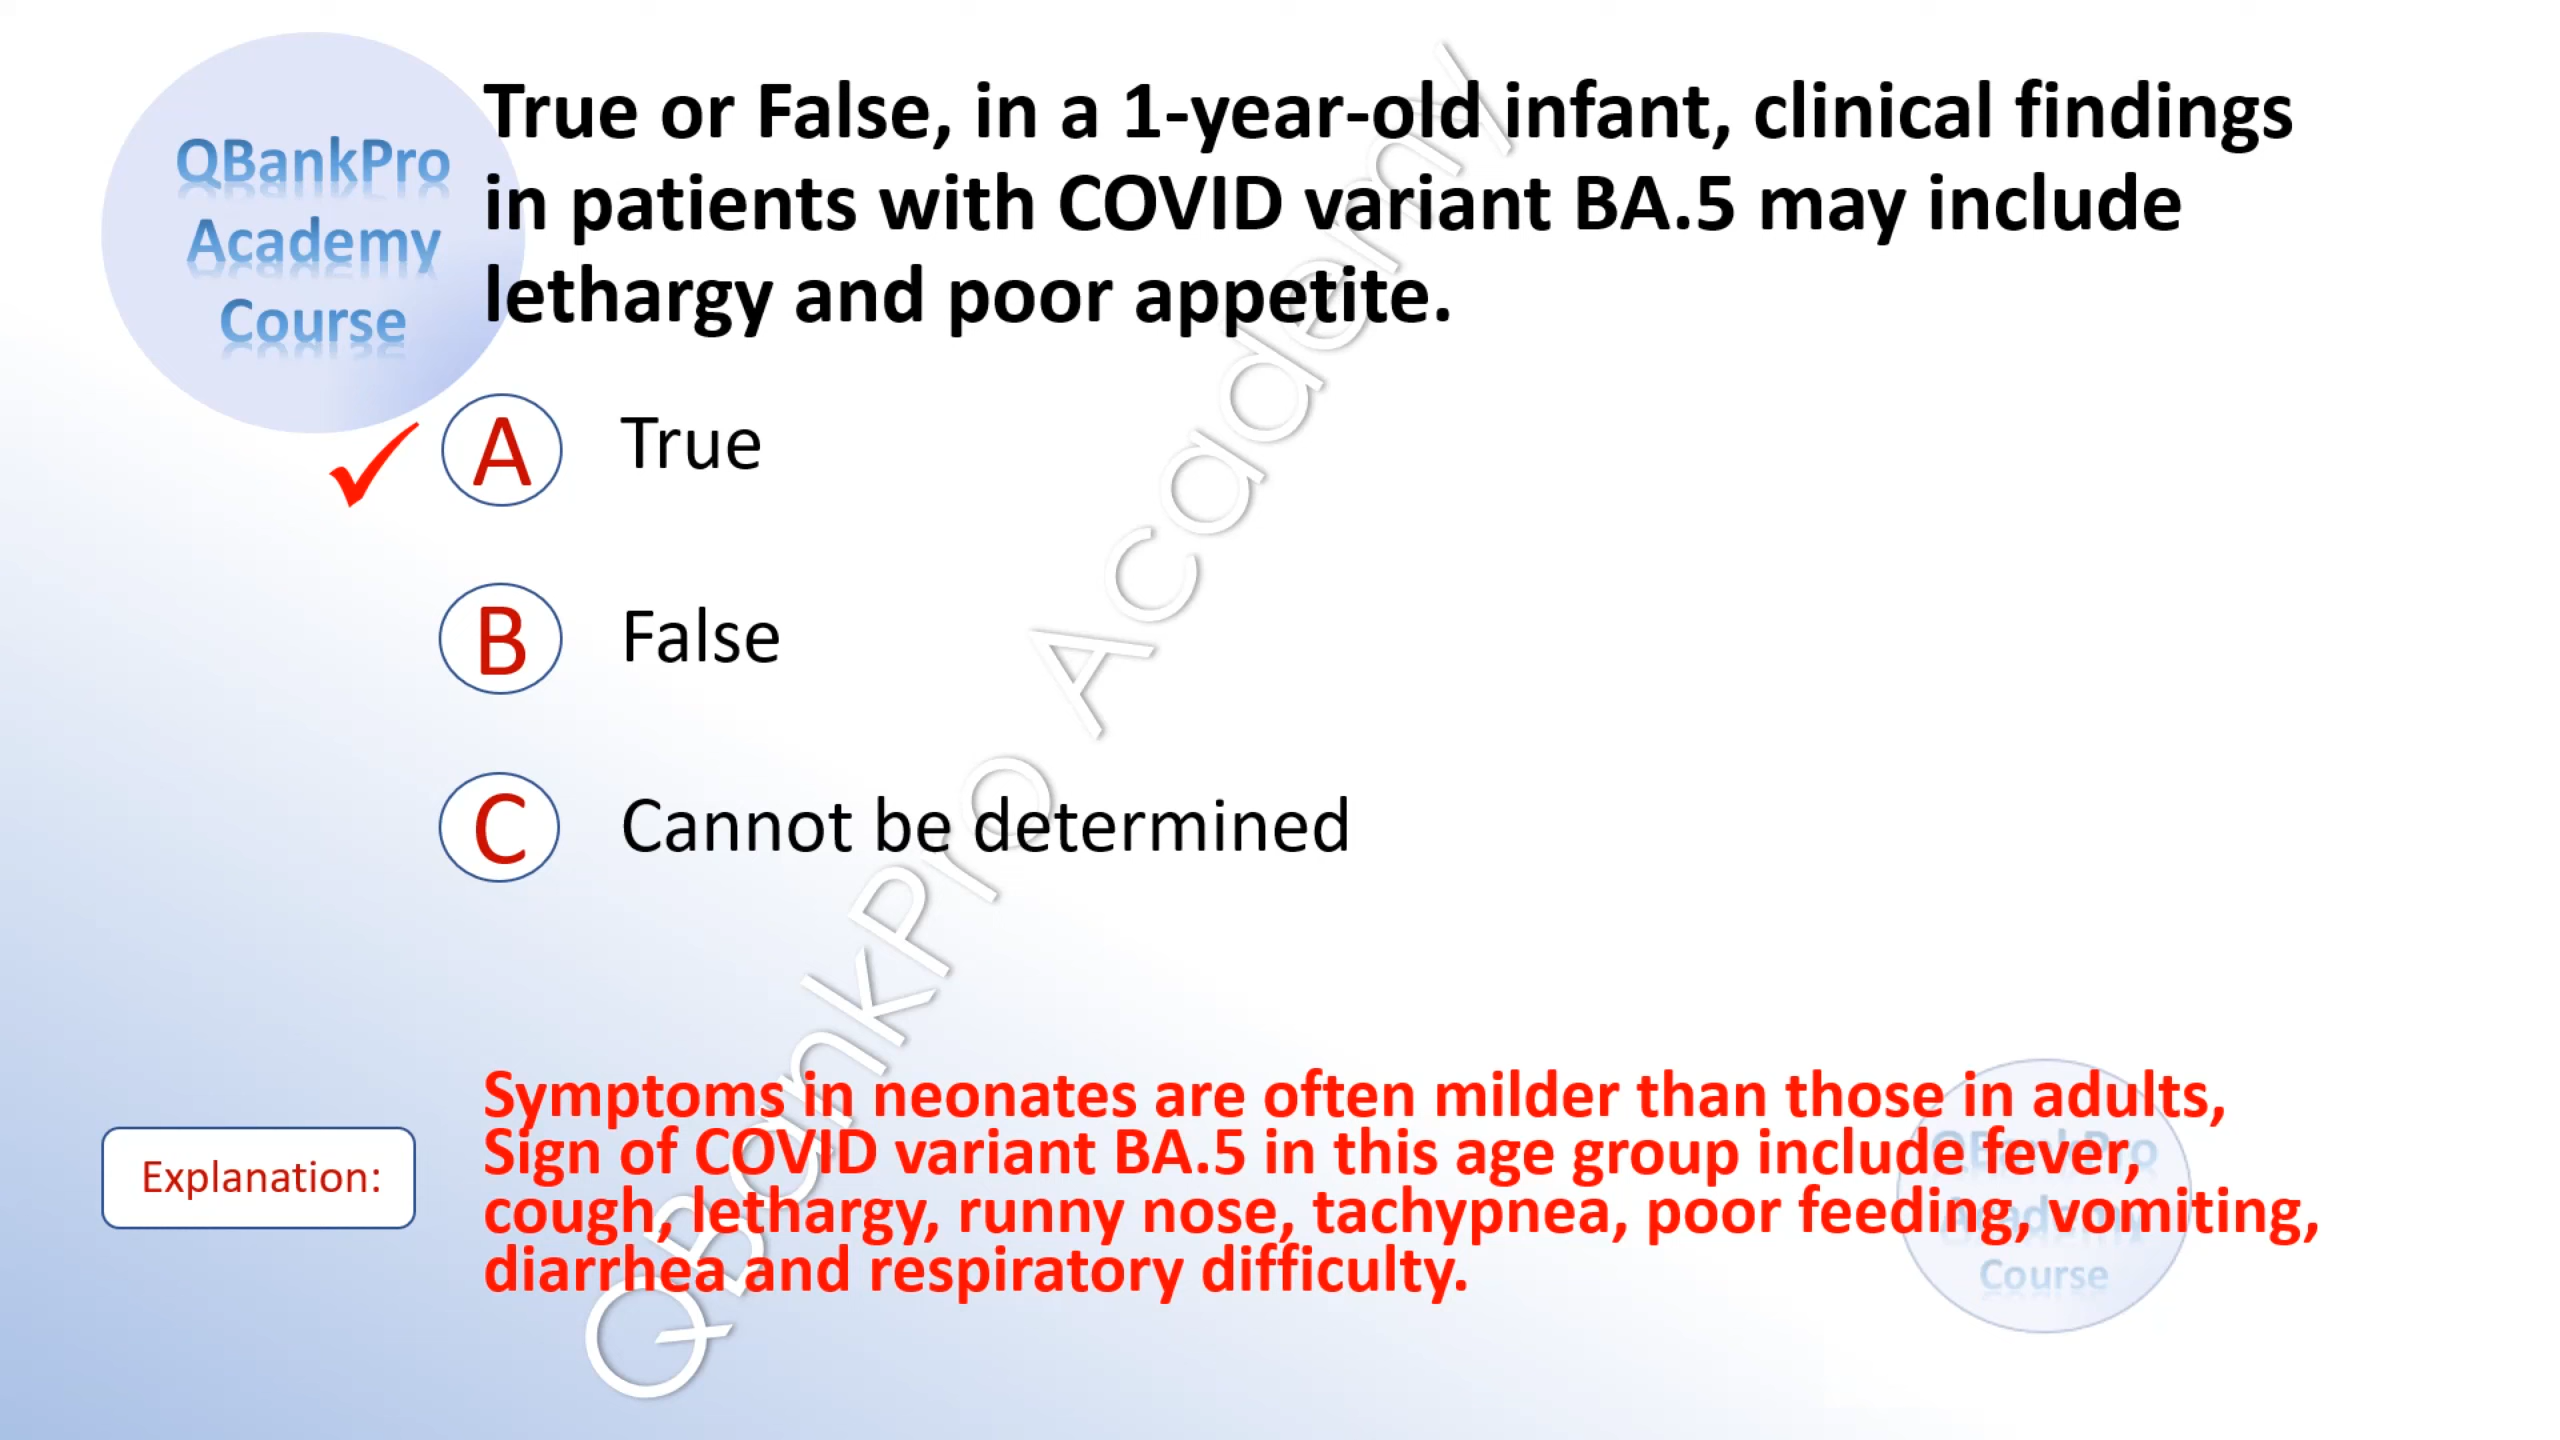 QBankPro
Academy
Course
True or False, in a 1-year-old infant, clinical findings
in patients with COVID variant BA.5 may include
lethargy and poor appetite.
A True
B False
C Cannot be determined
QBankPro Academy
Explanation:
Symptoms in neonates are often milder than those in adults,
Sign of COVID variant BA.5 in this age group include fever,
cough, lethargy, runny nose, tachypnea, poor feeding, vomiting,
diarrhea and respiratory difficulty.
QBankPro
Academy
Course